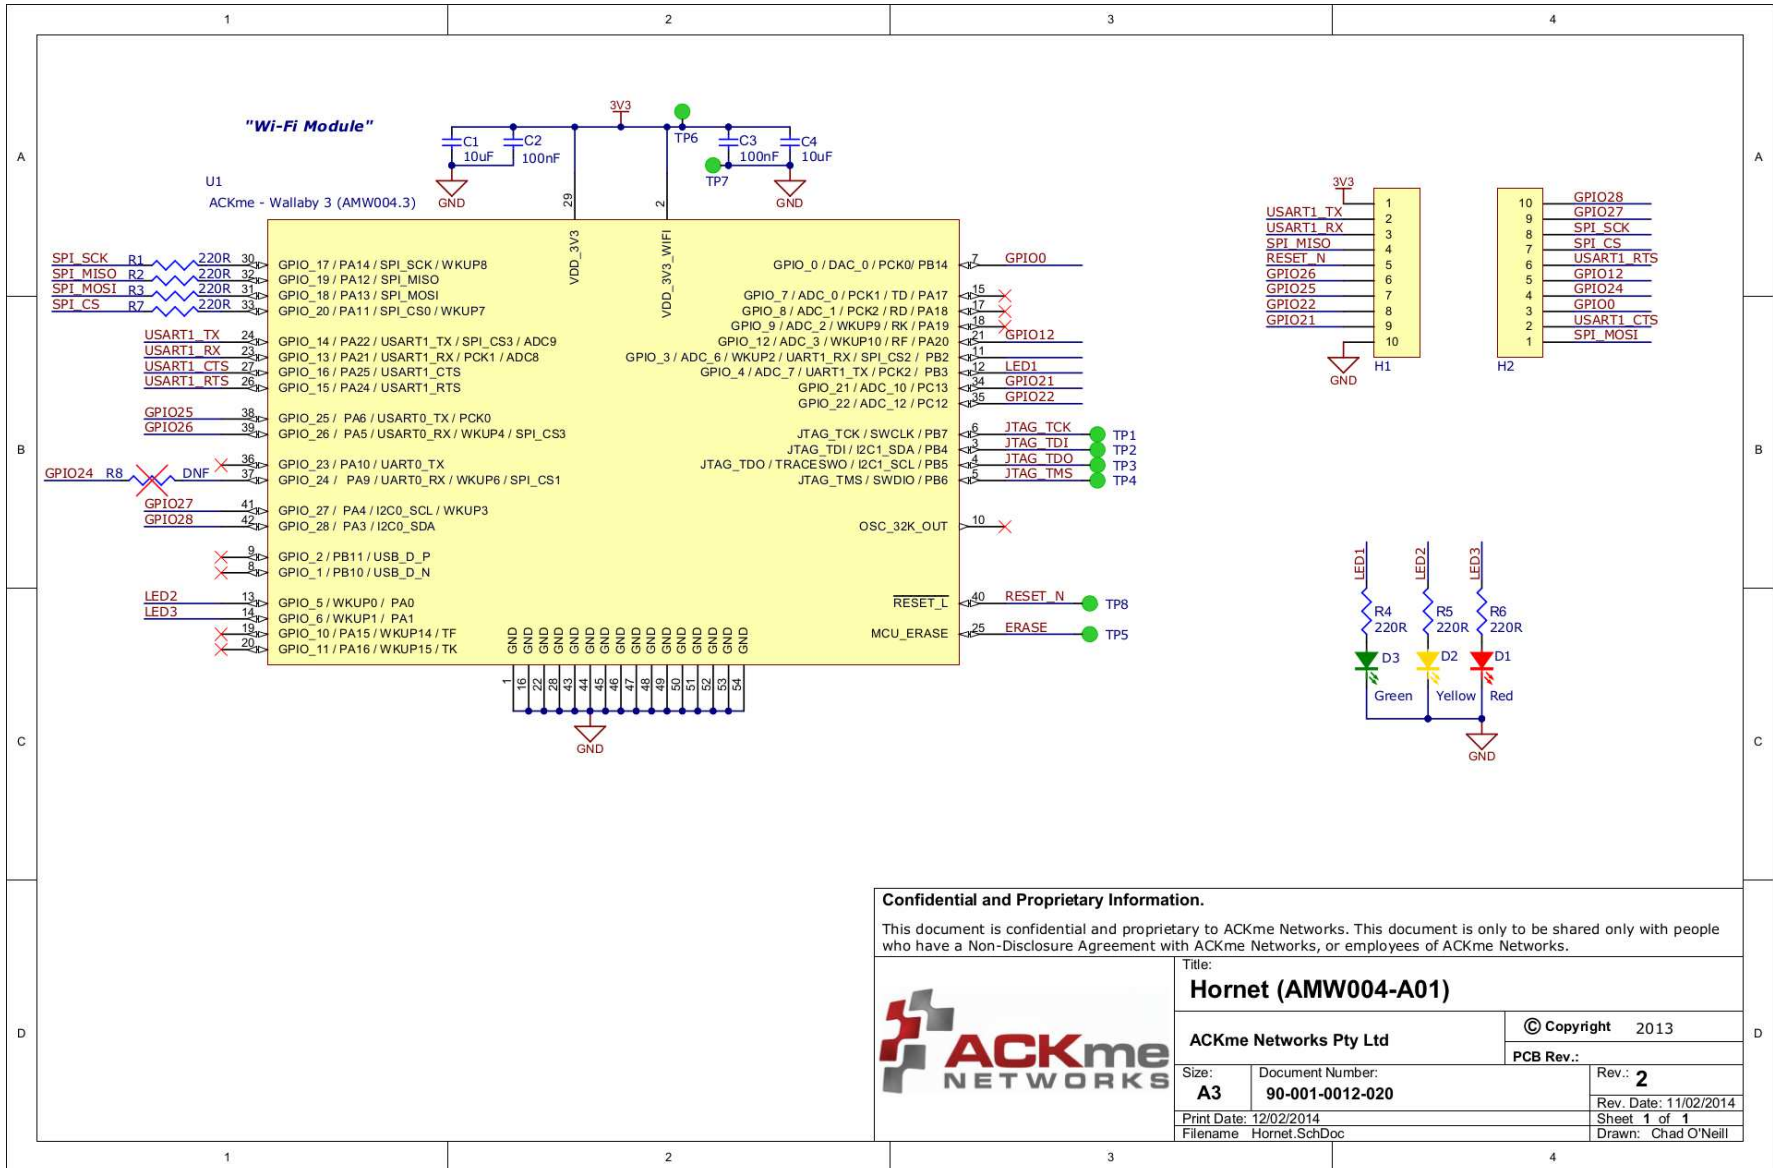 1 2 3 4
A
B
C
D
A
B
C
D
1 2 3 4
"Wi-Fi Module"
U1
ACKme - Wallaby 3 (AMW004.3)
3V3
TP6
C1
10uF
C2
100nF
C3
100nF
C4
10uF
TP7
GND
GND
29
2
VDD_3V3
VDD_3V3_WIFI
SPI_SCK R1 220R 30 GPIO_17 / PA14 / SPI_SCK / WKUP8
SPI_MISO R2 220R 32 GPIO_19 / PA12 / SPI_MISO
SPI_MOSI R3 220R 31 GPIO_18 / PA13 / SPI_MOSI
SPI_CS R7 220R 33 GPIO_20 / PA11 / SPI_CS0 / WKUP7
USART1_TX 24 GPIO_14 / PA22 / USART1_TX / SPI_CS3 / ADC9
USART1_RX 23 GPIO_13 / PA21 / USART1_RX / PCK1 / ADC8
USART1_CTS 27 GPIO_16 / PA25 / USART1_CTS
USART1_RTS 26 GPIO_15 / PA24 / USART1_RTS
GPIO25 38 GPIO_25 / PA6 / USART0_TX / PCK0
GPIO26 39 GPIO_26 / PA5 / USART0_RX / WKUP4 / SPI_CS3
36 GPIO_23 / PA10 / UART0_TX
GPIO24 R8 DNF 37 GPIO_24 / PA9 / UART0_RX / WKUP6 / SPI_CS1
GPIO27 41 GPIO_27 / PA4 / I2C0_SCL / WKUP3
GPIO28 42 GPIO_28 / PA3 / I2C0_SDA
9 GPIO_2 / PB11 / USB_D_P
8 GPIO_1 / PB10 / USB_D_N
LED2 13 GPIO_5 / WKUP0 / PA0
LED3 14 GPIO_6 / WKUP1 / PA1
19 GPIO_10 / PA15 / WKUP14 / TF
20 GPIO_11 / PA16 / WKUP15 / TK
GPIO_0 / DAC_0 / PCK0/ PB14 7 GPIO0
GPIO_7 / ADC_0 / PCK1 / TD / PA17 15
GPIO_8 / ADC_1 / PCK2 / RD / PA18 17
GPIO_9 / ADC_2 / WKUP9 / RK / PA19 18
GPIO_12 / ADC_3 / WKUP10 / RF / PA20 21 GPIO12
GPIO_3 / ADC_6 / WKUP2 / UART1_RX / SPI_CS2 / PB2 11
GPIO_4 / ADC_7 / UART1_TX / PCK2 / PB3 12 LED1
GPIO_21 / ADC_10 / PC13 34 GPIO21
GPIO_22 / ADC_12 / PC12 35 GPIO22
JTAG_TCK / SWCLK / PB7 6 JTAG_TCK TP1
JTAG_TDI / I2C1_SDA / PB4 3 JTAG_TDI TP2
JTAG_TDO / TRACESWO / I2C1_SCL / PB5 4 JTAG_TDO TP3
JTAG_TMS / SWDIO / PB6 5 JTAG_TMS TP4
OSC_32K_OUT 10
RESET_L 40 RESET_N TP8
MCU_ERASE 25 ERASE TP5
GND GND GND GND GND GND GND GND GND GND GND GND GND GND GND GND
1 16 22 28 43 44 45 46 47 48 49 50 51 52 53 54
GND
3V3 1
USART1_TX 2
USART1_RX 3
SPI_MISO 4
RESET_N 5
GPIO26 6
GPIO25 7
GPIO22 8
GPIO21 9
10
GND
H1
10 GPIO28
9 GPIO27
8 SPI_SCK
7 SPI_CS
6 USART1_RTS
5 GPIO12
4 GPIO24
3 GPIO0
2 USART1_CTS
1 SPI_MOSI
H2
LED1 LED2 LED3
R4 R5 R6
220R 220R 220R
D3 D2 D1
Green Yellow Red
GND
Confidential and Proprietary Information.
This document is confidential and proprietary to ACKme Networks. This document is only to be shared only with people
who have a Non-Disclosure Agreement with ACKme Networks, or employees of ACKme Networks.
ACKme
NETWORKS
Title:
Hornet (AMW004-A01)
ACKme Networks Pty Ltd
© Copyright 2013
PCB Rev.:
Size:
A3
Document Number:
90-001-0012-020
Rev.: 2
Rev. Date: 11/02/2014
Print Date: 12/02/2014
Sheet 1 of 1
Filename Hornet.SchDoc
Drawn: Chad O'Neill